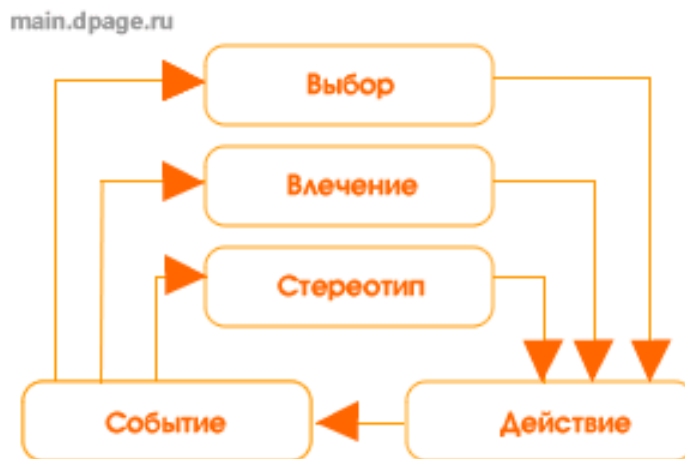 main.dpage.ru
Выбор
Влечение
Стереотип
Событие
Действие